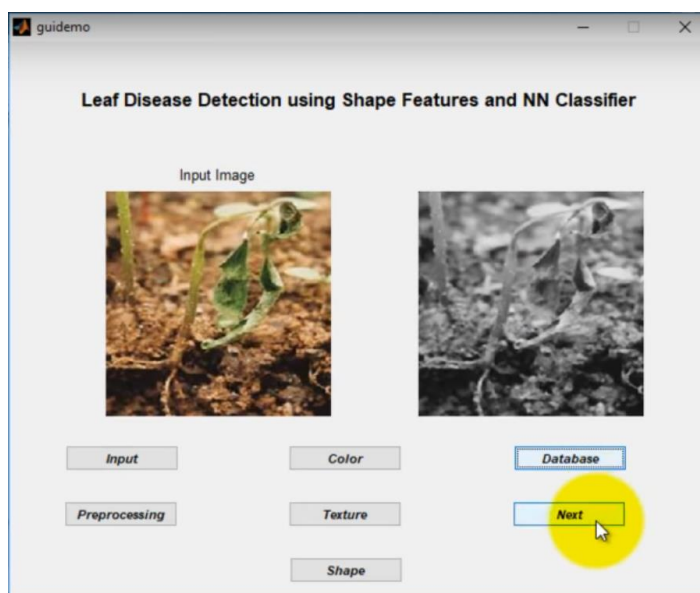 guidemo
Leaf Disease Detection using Shape Features and NN Classifier
Input Image
Input
Color
Database
Preprocessing
Texture
Next
Shape